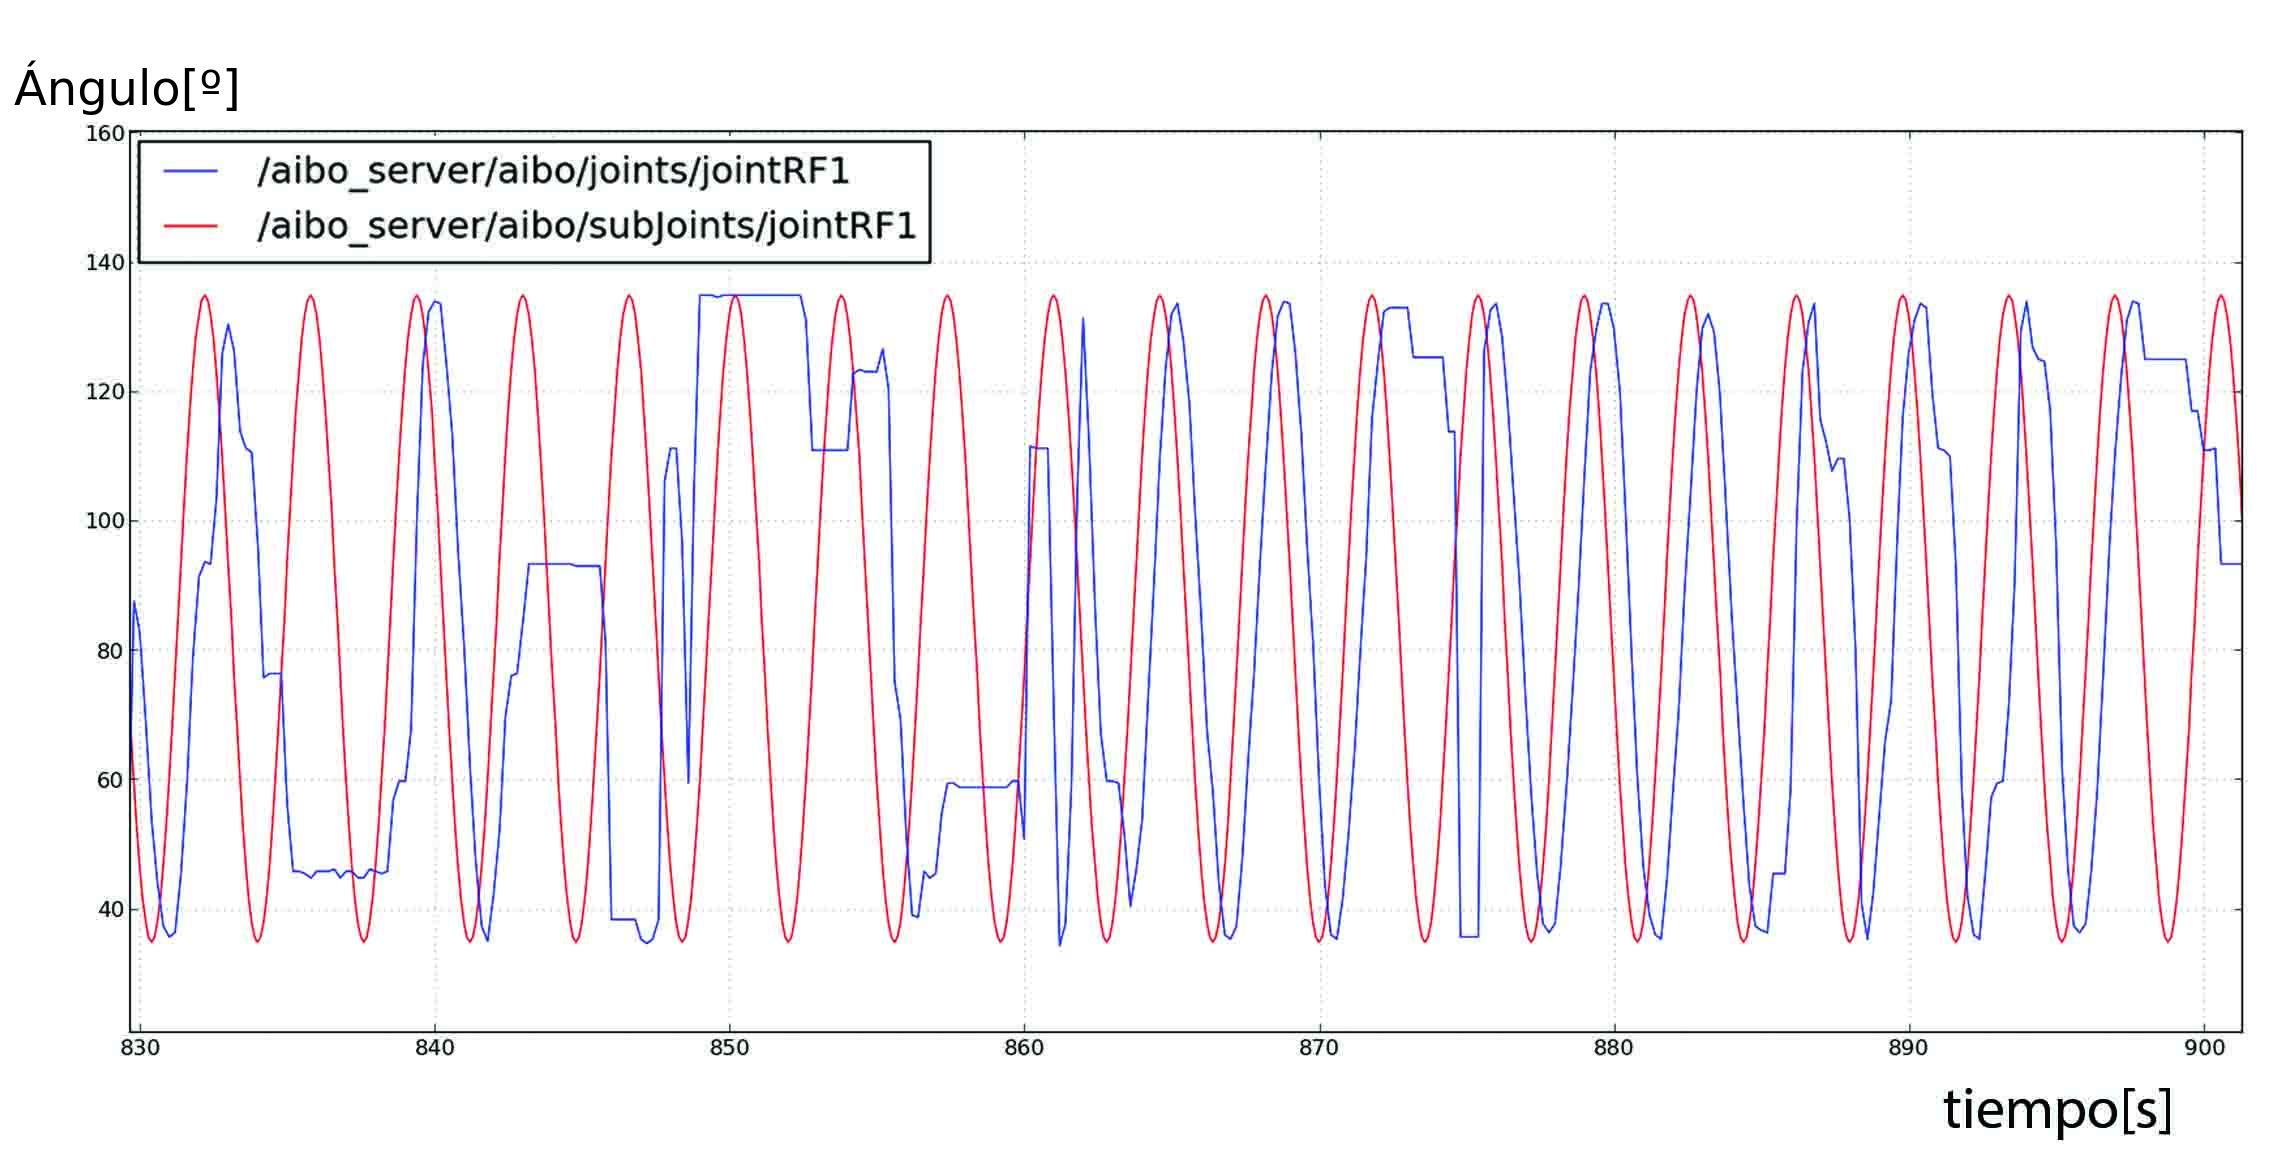 Ángulo[º]
160
/aibo_server/aibo/joints/jointRF1
/aibo_server/aibo/subJoints/jointRF1
140
120
100
80
60
40
830 840 850 860 870 880 890 900
tiempo[s]